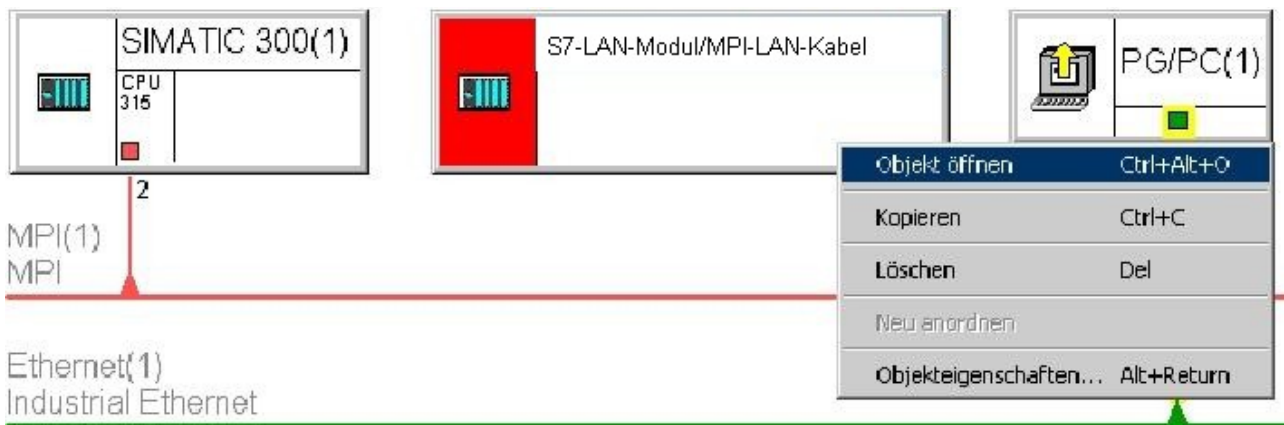 SIMATIC 300(1)
CPU
315
2
S7-LAN-Modul/MPI-LAN-Kabel
PG/PC(1)
Objekt öffnen Ctrl+Alt+O
Kopieren Ctrl+C
Löschen Del
Neu anordnen
Objekteigenschaften... Alt+Return
MPI(1)
MPI
Ethernet(1)
Industrial Ethernet